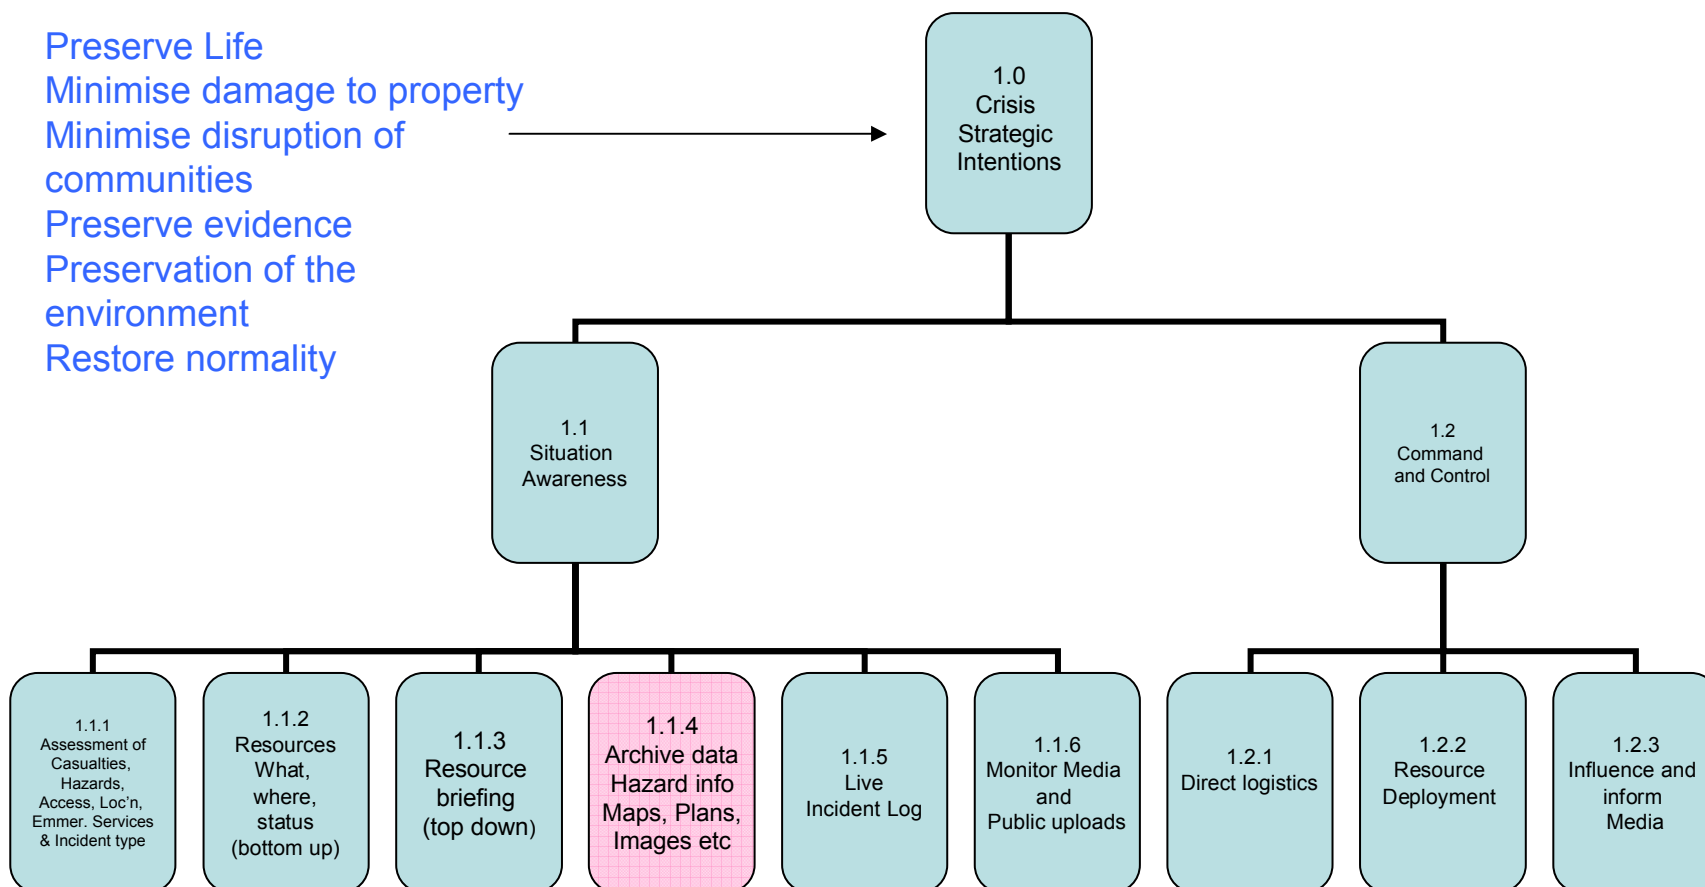 Preserve Life
Minimise damage to property
Minimise disruption of
communities
Preserve evidence
Preservation of the
environment
Restore normality
1.0
Crisis
Strategic
Intentions
1.1
Situation
Awareness
1.2
Command
and Control
1.1.1
Assessment of
Casualties,
Hazards,
Access, Loc’n,
Emmer. Services
& Incident type
1.1.2
Resources
What,
where,
status
(bottom up)
1.1.3
Resource
briefing
(top down)
1.1.4
Archive data
Hazard info
Maps, Plans,
Images etc
1.1.5
Live
Incident Log
1.1.6
Monitor Media
and
Public uploads
1.2.1
Direct logistics
1.2.2
Resource
Deployment
1.2.3
Influence and
inform
Media